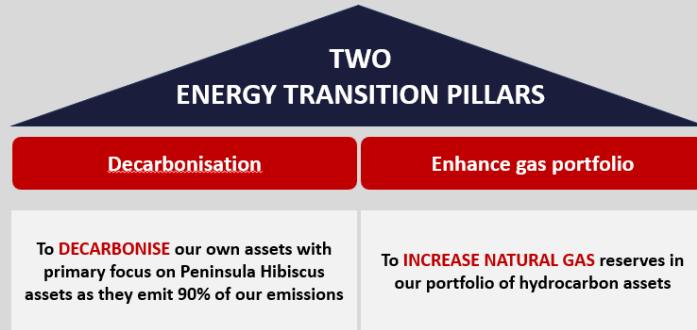 TWO
ENERGY TRANSITION PILLARS
Decarbonisation
Enhance gas portfolio
To DECARBONISE our own assets with
primary focus on Peninsula Hibiscus
assets as they emit 90% of our emissions
To INCREASE NATURAL GAS reserves in
our portfolio of hydrocarbon assets